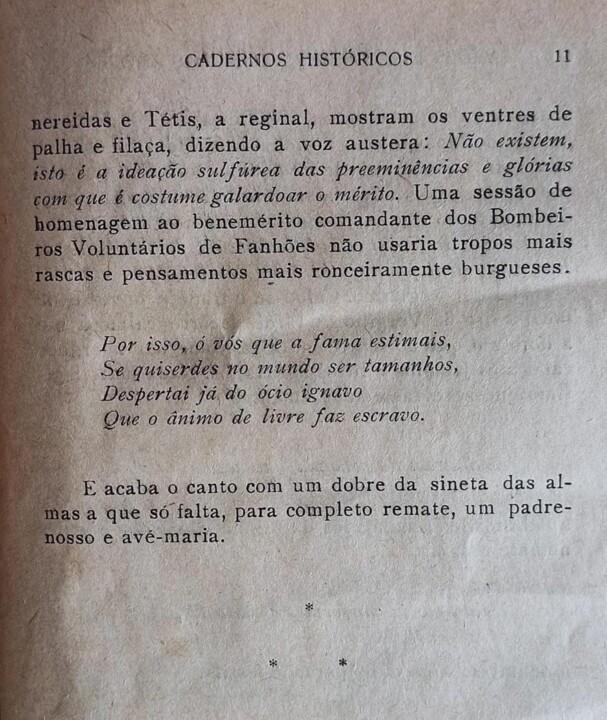 CADERNOS HISTÓRICOS 11
nereidas e Tétis, a reginal, mostram os ventres de
palha e filaça, dizendo a voz austera: Não existem,
isto é a ideação sulfúrea das preeminências e glórias
com que é costume galardoar o mérito. Uma sessão de
homenagem ao benemérito comandante dos Bombei-
ros Voluntários de Fanhões não usaria tropos mais
rascas e pensamentos mais ronceiramente burgueses.
Por isso, ó vós que a fama estimais,
Se quiserdes no mundo ser tamanhos,
Despertai já do ócio ignavo
Que o ânimo de livre faz escravo.
E acaba o canto com um dobre da sineta das al-
mas a que só falta, para completo remate, um padre-
nosso e avé-maria.
*
* *